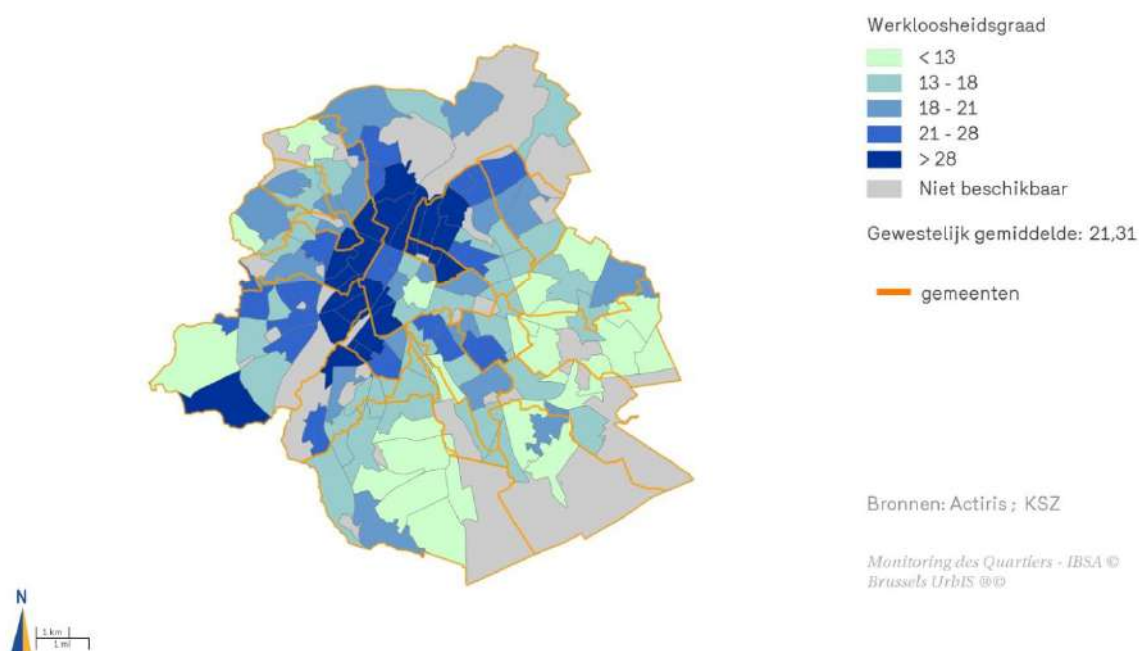 Werkloosheidsgraad
< 13
13 - 18
18 - 21
21 - 28
> 28
Niet beschikbaar
Gewestelijk gemiddelde: 21,31
gemeenten
Bronnen: Actiris ; KSZ
Monitoring des Quartiers - IBSA ©
Brussels UrbIS ®©
N
1 km
1 mi